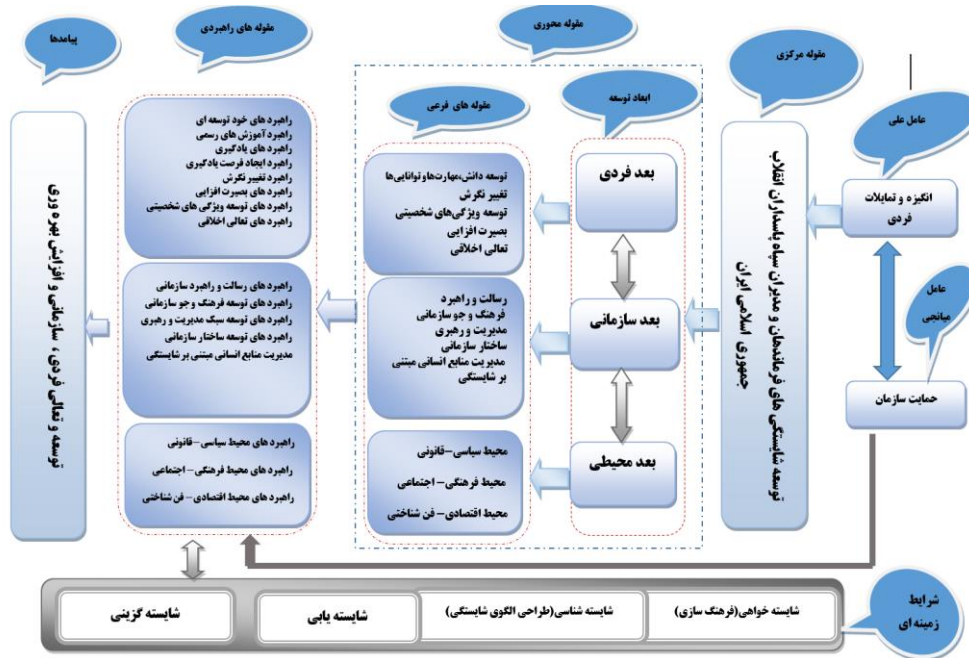 عامل علی
انگیزه و تمایلات
فردی
عامل
میانجی
حمایت سازمان
مقوله مرکزی
توسعه شایستگی های فرماندهان و مدیران سپاه پاسداران انقلاب
جمهوری اسلامی ایران
مقوله محوری
ابعاد توسعه
بعد فردی
بعد سازمانی
بعد محیطی
مقوله های فرعی
توسعه دانش،مهارت‌ها و توانایی‌ها
تغییر نگرش
توسعه ویژگی‌های شخصیتی
بصیرت افزایی
تعالی اخلاقی
رسالت و راهبرد
فرهنگ و جو سازمانی
مدیریت و رهبری
ساختار سازمانی
مدیریت منابع انسانی مبتنی
بر شایستگی
محیط سیاسی-قانونی
محیط فرهنگی- اجتماعی
محیط اقتصادی- فن شناختی
مقوله های راهبردی
راهبرد های خود توسعه ای
راهبرد آموزش های رسمی
راهبرد های یادگیری
راهبرد ایجاد فرصت یادگیری
راهبرد تغییر نگرش
راهبرد های بصیرت افزایی
راهبرد های توسعه ویژگی های شخصیتی
راهبرد های تعالی اخلاقی
راهبرد های رسالت و راهبرد سازمانی
راهبرد های توسعه فرهنگ و جو سازمانی
راهبرد های توسعه سبک مدیریت و رهبری
راهبرد های توسعه ساختار سازمانی
مدیریت منابع انسانی مبتنی بر شایستگی
راهبرد های محیط سیاسی-قانونی
راهبرد های محیط فرهنگی- اجتماعی
راهبرد های محیط اقتصادی- فن شناختی
پیامدها
توسعه و تعالی فردی، سازمانی و افزایش بهره وری
شرایط
زمینه ای
شایسته خواهی(فرهنگ سازی)
شایسته شناسی(طراحی الگوی شایستگی)
شایسته یابی
شایسته گزینی